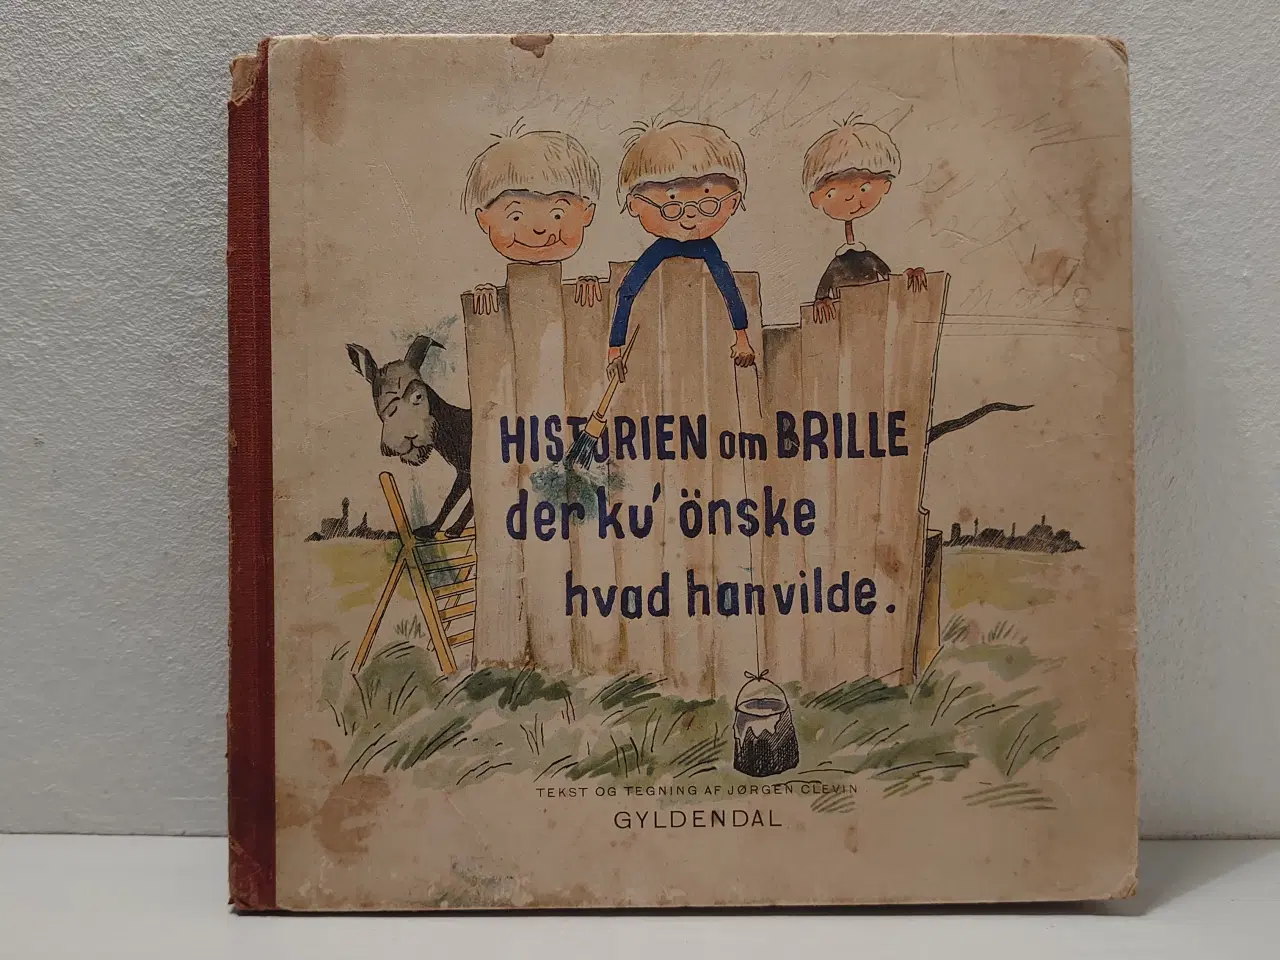 HISTORIEN om BRILLE
der ku' önske
hvad han vilde.
TEKST OG TEGNING AF JØRGEN CLEVIN
GYLDENDAL